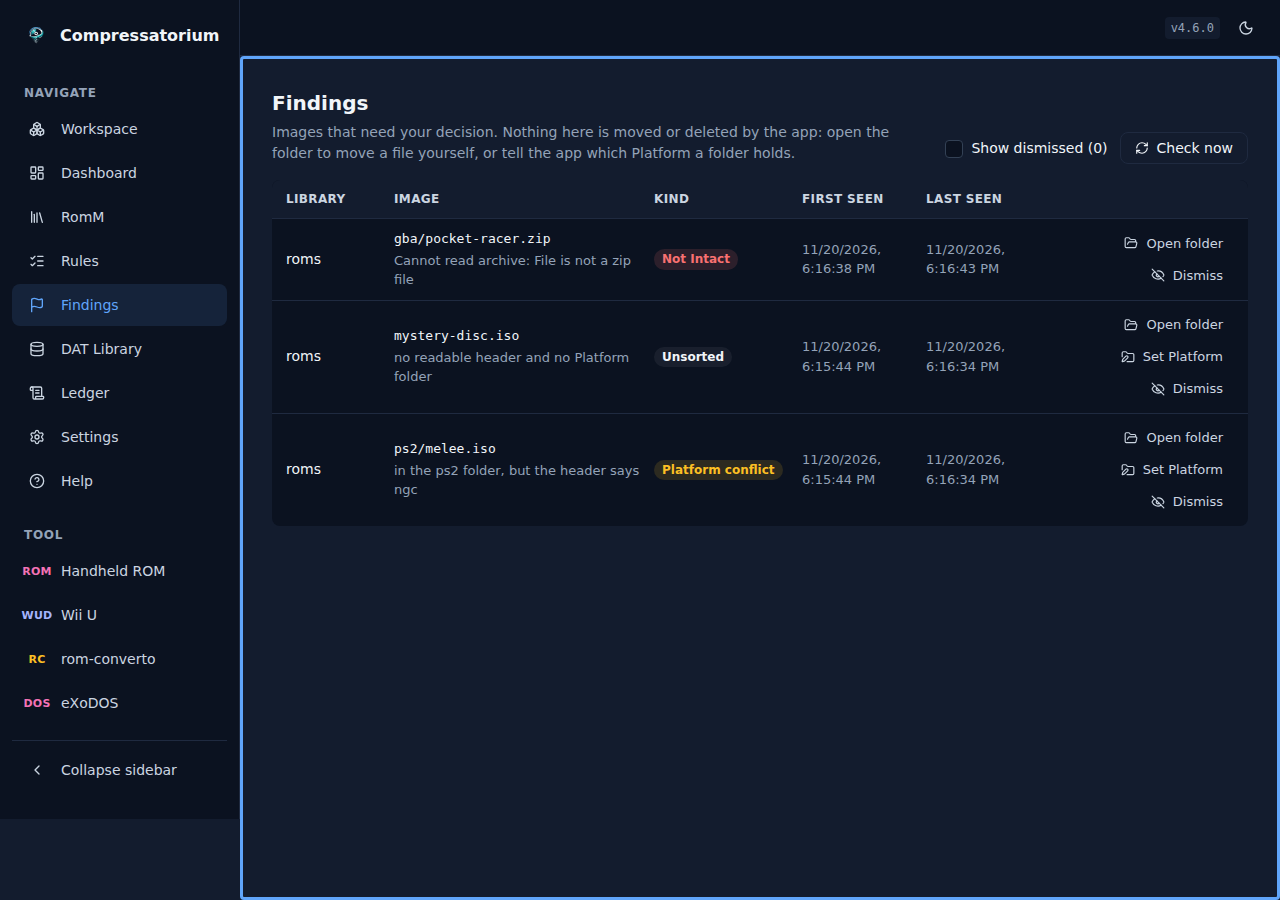 Compressatorium
v4.6.0
NAVIGATE
Workspace
Dashboard
RomM
Rules
Findings
DAT Library
Ledger
Settings
Help
TOOL
ROM Handheld ROM
WUD Wii U
RC rom-converto
DOS eXoDOS
Collapse sidebar
Findings
Images that need your decision. Nothing here is moved or deleted by the app: open the
folder to move a file yourself, or tell the app which Platform a folder holds.
Show dismissed (0)
Check now
LIBRARY IMAGE KIND FIRST SEEN LAST SEEN
roms
gba/pocket-racer.zip
Cannot read archive: File is not a zip
file
Not Intact
11/20/2026,
6:16:38 PM
11/20/2026,
6:16:43 PM
Open folder
Dismiss
roms
mystery-disc.iso
no readable header and no Platform
folder
Unsorted
11/20/2026,
6:15:44 PM
11/20/2026,
6:16:34 PM
Open folder
Set Platform
Dismiss
roms
ps2/melee.iso
in the ps2 folder, but the header says
ngc
Platform conflict
11/20/2026,
6:15:44 PM
11/20/2026,
6:16:34 PM
Open folder
Set Platform
Dismiss